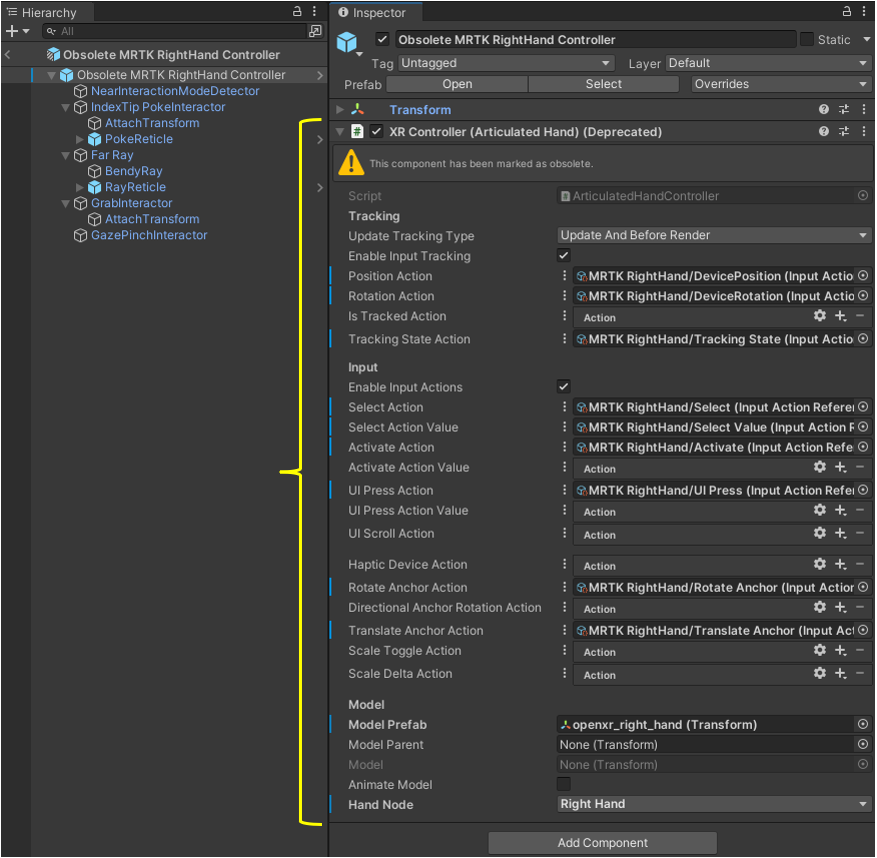 Hierarchy
All
Obsolete MRTK RightHand Controller
Obsolete MRTK RightHand Controller
NearInteractionModeDetector
IndexTip PokeInteractor
AttachTransform
PokeReticle
Far Ray
BendyRay
RayReticle
GrabInteractor
AttachTransform
GazePinchInteractor
Inspector
Obsolete MRTK RightHand Controller Static
Tag Untagged Layer Default
Prefab Open Select Overrides
Transform
XR Controller (Articulated Hand) (Deprecated)
This component has been marked as obsolete.
Script ArticulatedHandController
Tracking
Update Tracking Type Update And Before Render
Enable Input Tracking
Position Action MRTK RightHand/DevicePosition (Input Actio
Rotation Action MRTK RightHand/DeviceRotation (Input Actio
Is Tracked Action Action
Tracking State Action MRTK RightHand/Tracking State (Input Actio
Input
Enable Input Actions
Select Action MRTK RightHand/Select (Input Action Referen
Select Action Value MRTK RightHand/Select Value (Input Action R
Activate Action MRTK RightHand/Activate (Input Action Refe
Activate Action Value Action
UI Press Action MRTK RightHand/UI Press (Input Action Refer
UI Press Action Value Action
UI Scroll Action Action
Haptic Device Action Action
Rotate Anchor Action MRTK RightHand/Rotate Anchor (Input Action
Directional Anchor Rotation Action Action
Translate Anchor Action MRTK RightHand/Translate Anchor (Input Act
Scale Toggle Action Action
Scale Delta Action Action
Model
Model Prefab openxr_right_hand (Transform)
Model Parent None (Transform)
Model None (Transform)
Animate Model
Hand Node Right Hand
Add Component